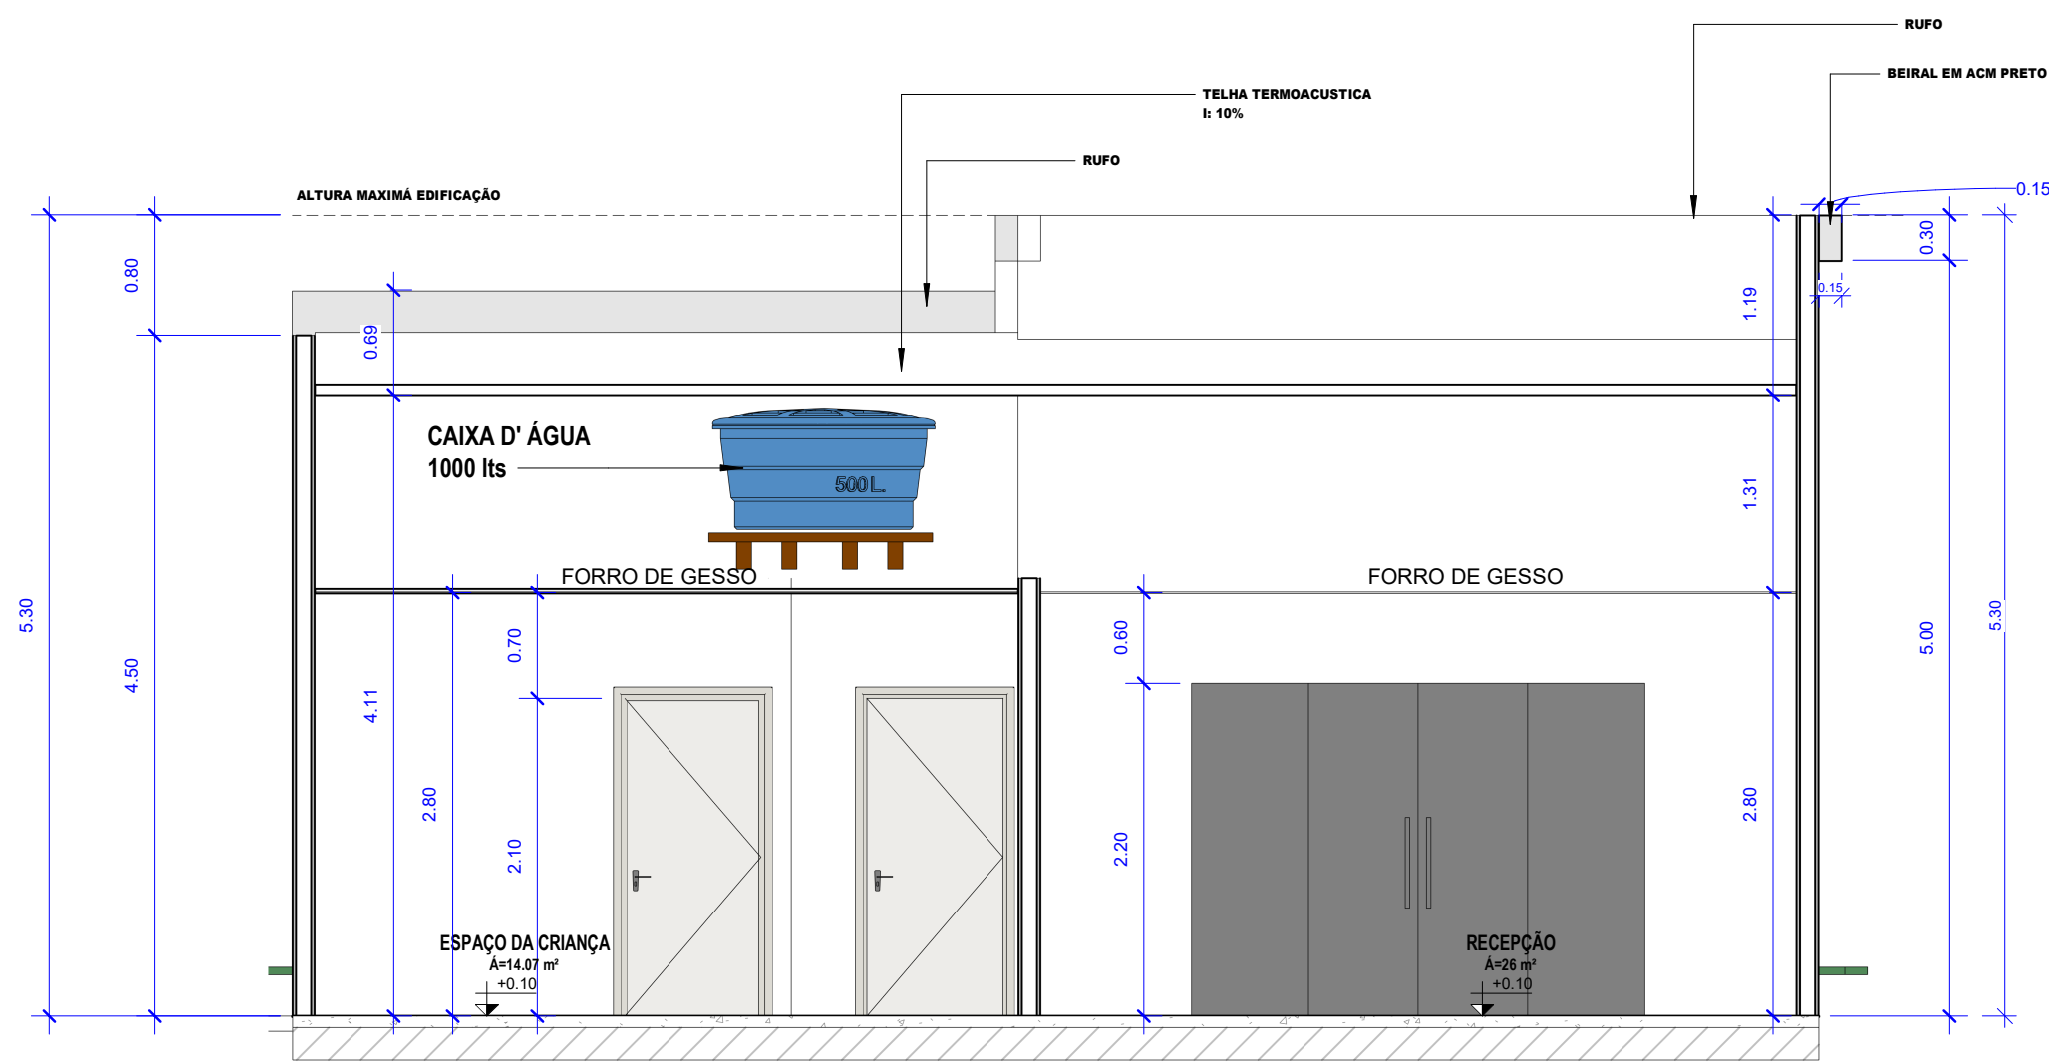 RUFO
BEIRAL EM ACM PRETO
TELHA TERMOACUSTICA
I: 10%
RUFO
ALTURA MAXIMÁ EDIFICAÇÃO
0.15
0.30
0.80
0.15
1.19
0.69
CAIXA D' ÁGUA
1000 lts
500 L.
1.31
FORRO DE GESSO
FORRO DE GESSO
5.30
4.50
4.11
2.80
0.70
2.10
0.60
2.20
2.80
5.00
5.30
ESPAÇO DA CRIANÇA
Á=14.07 m²
+0.10
RECEPÇÃO
Á=26 m²
+0.10